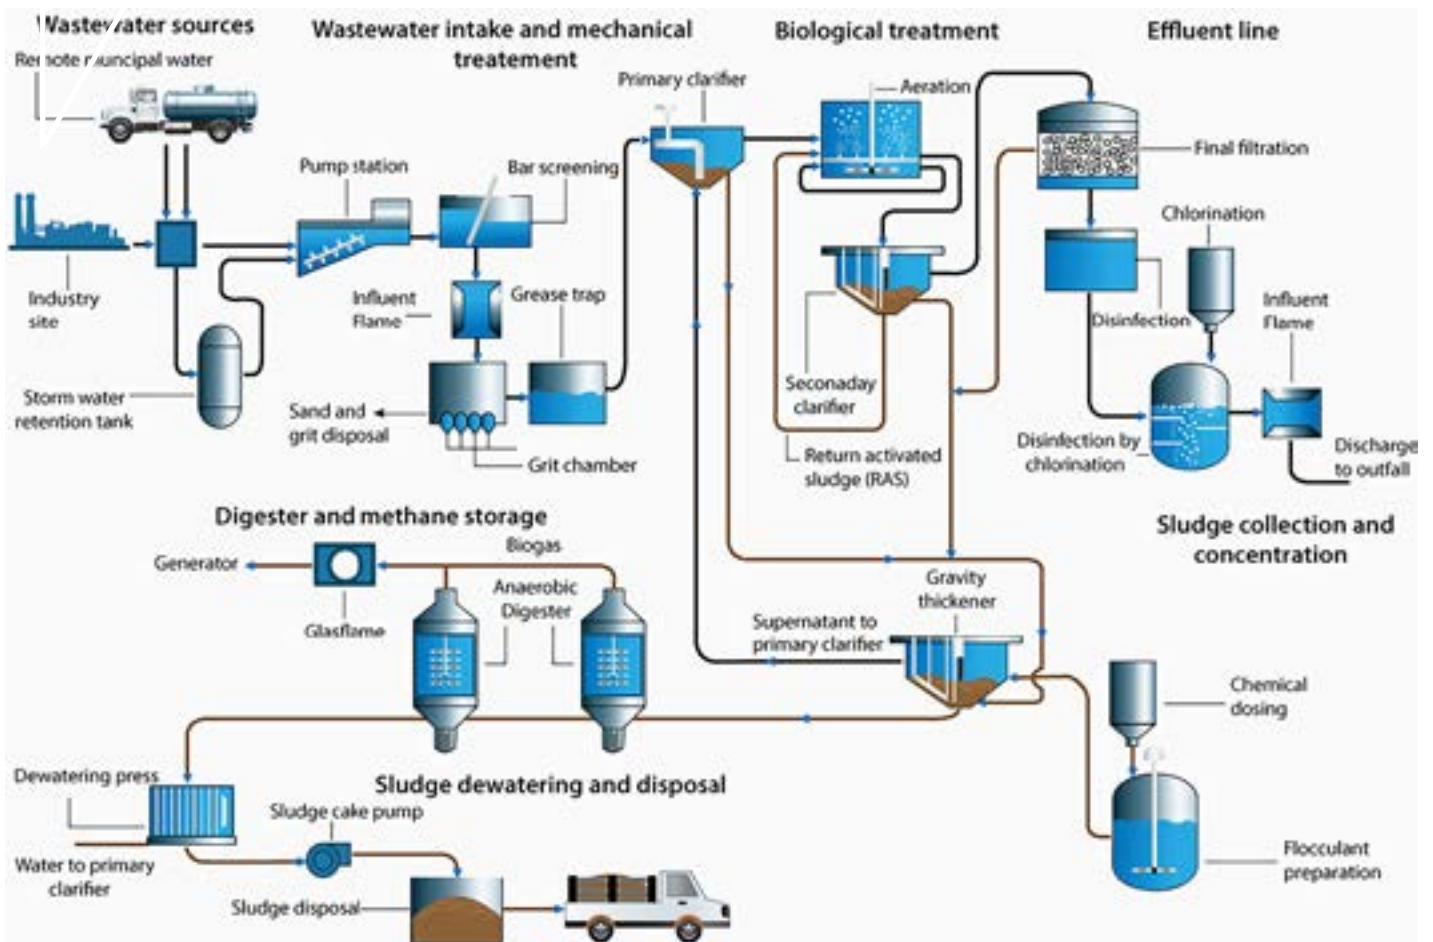 Wastewater sources
Remote muncipal water
Industry
site
Storm water
retention tank
Wastewater intake and mechanical
treatement
Pump station
Bar screening
Influent
Flame
Grease trap
Sand and
grit disposal
Grit chamber
Primary clarifier
Biological treatment
Aeration
Seconaday
clarifier
Return activated
sludge (RAS)
Effluent line
Final filtration
Chlorination
Disinfection
Influent
Flame
Disinfection by
chlorination
Discharge
to outfall
Digester and methane storage
Generator
Biogas
Anaerobic
Digester
Glasflame
Sludge collection and
concentration
Gravity
thickener
Supernatant to
primary clarifier
Chemical
dosing
Flocculant
preparation
Sludge dewatering and disposal
Dewatering press
Water to primary
clarifier
Sludge cake pump
Sludge disposal